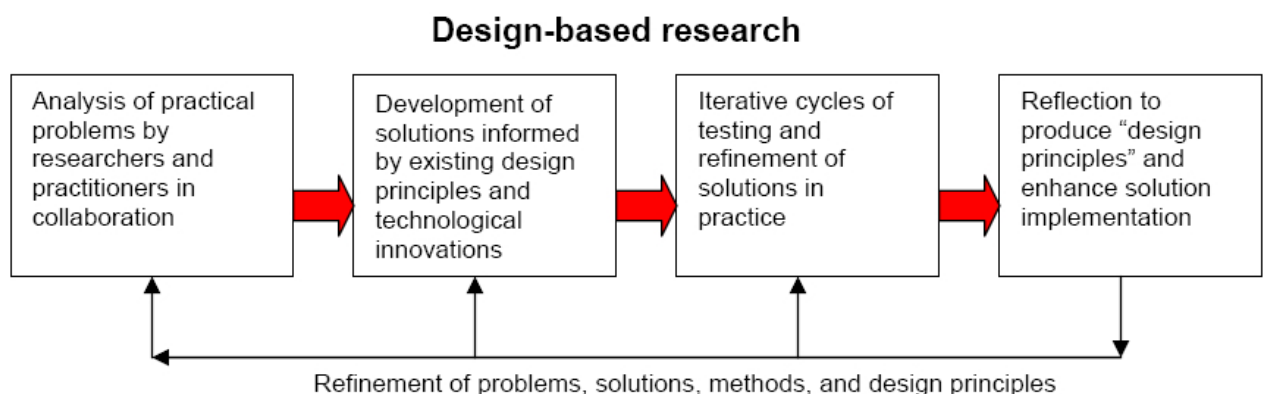 Design-based research
Analysis of practical
problems by
researchers and
practitioners in
collaboration
Development of
solutions informed
by existing design
principles and
technological
innovations
Iterative cycles of
testing and
refinement of
solutions in
practice
Reflection to
produce “design
principles” and
enhance solution
implementation
Refinement of problems, solutions, methods, and design principles